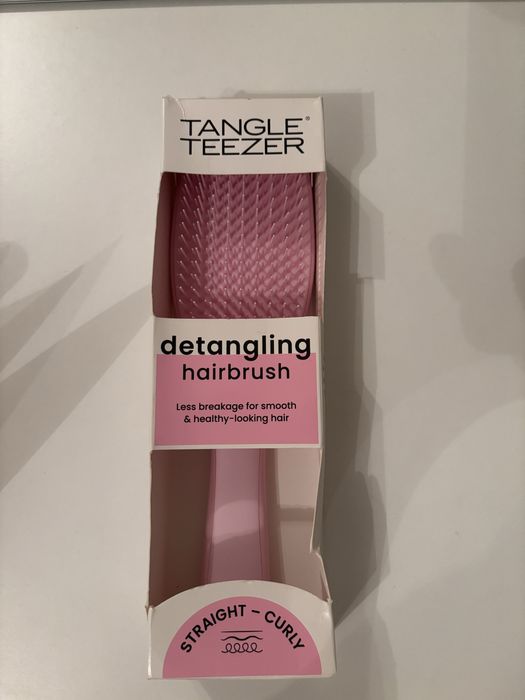 TANGLE®
TEEZER
detangling
hairbrush
Less breakage for smooth
& healthy-looking hair
STRAIGHT – CURLY